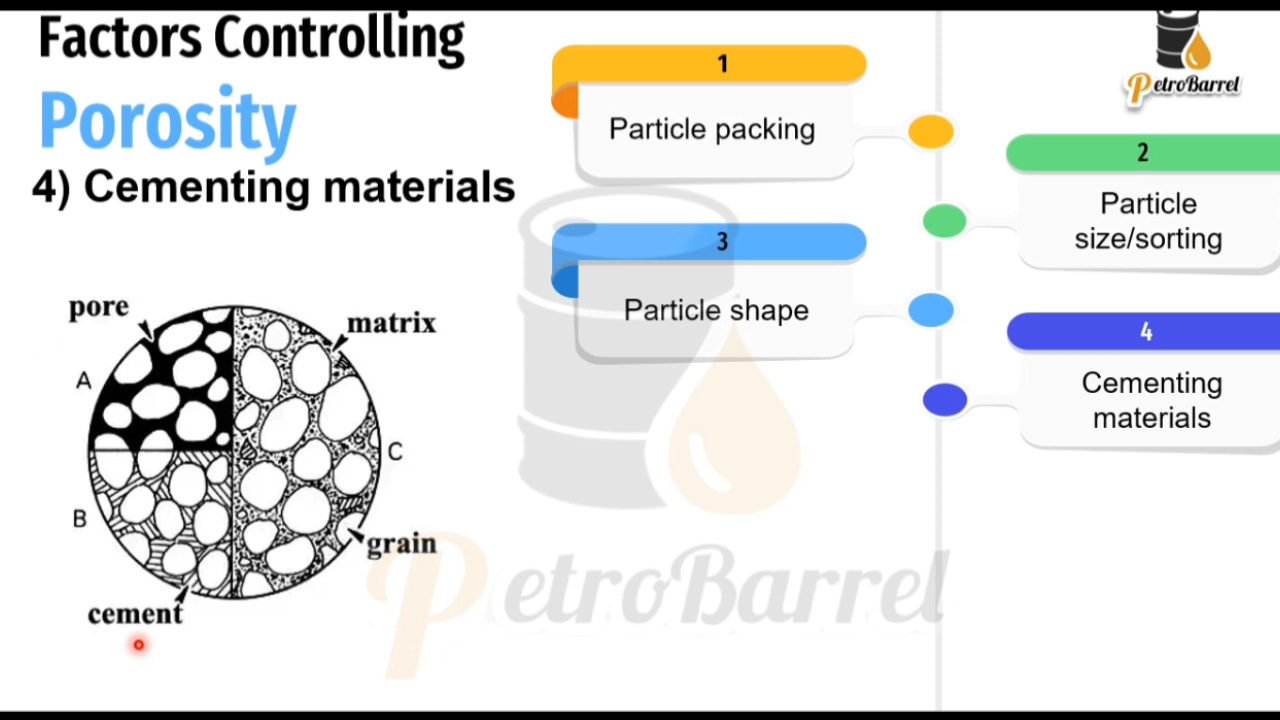 Factors Controlling
Porosity
4) Cementing materials
pore
matrix
A
C
B
grain
cement
1
Particle packing
2
Particle
size/sorting
3
Particle shape
4
Cementing
materials
PetroBarrel
PetroBarrel